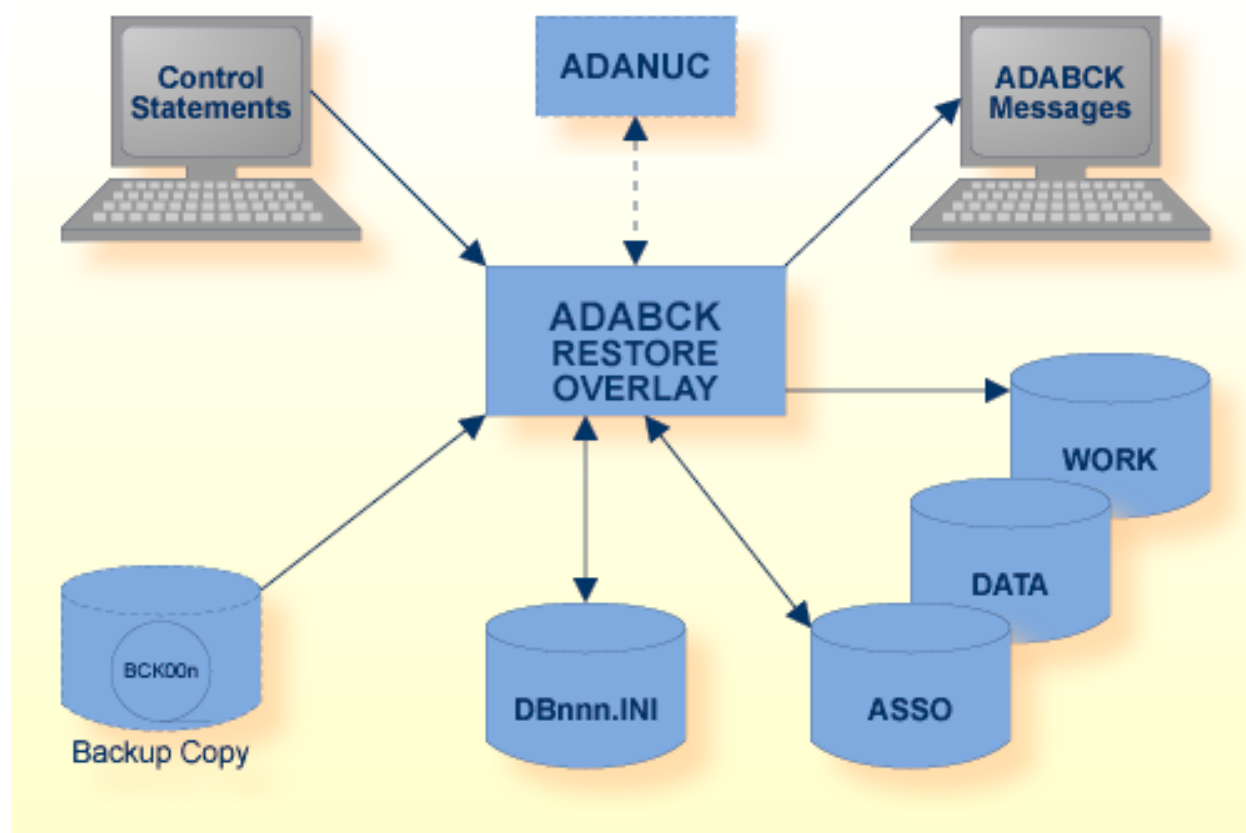 Control
Statements
ADANUC
ADABCK
Messages
ADABCK
RESTORE
OVERLAY
WORK
DATA
BCK00n
DBnnn.INI
ASSO
Backup Copy